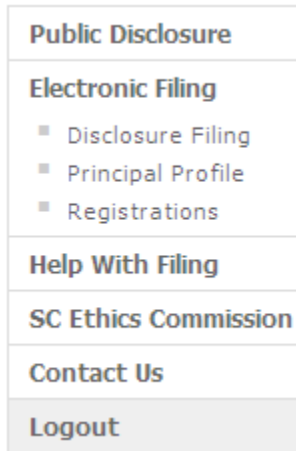 Public Disclosure
Electronic Filing
Disclosure Filing
Principal Profile
Registrations
Help With Filing
SC Ethics Commission
Contact Us
Logout